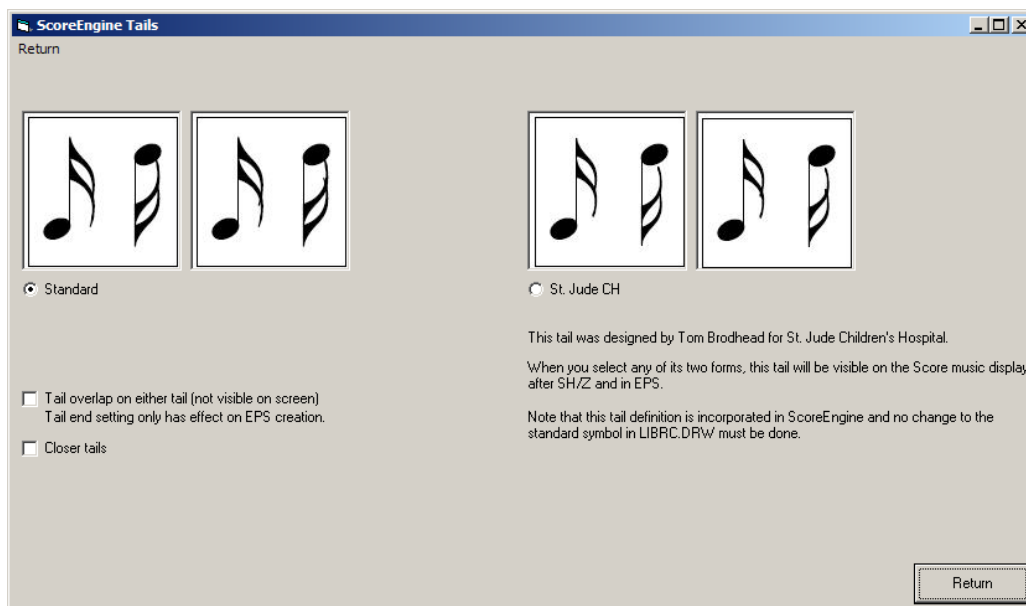 ScoreEngine Tails
Return
Standard
St. Jude CH
This tail was designed by Tom Brodhead for St. Jude Children's Hospital.
When you select any of its two forms, this tail will be visible on the Score music display
after SH/Z and in EPS.
Tail overlap on either tail (not visible on screen)
Tail end setting only has effect on EPS creation.
Note that this tail definition is incorporated in ScoreEngine and no change to the
standard symbol in LIBRC.DRW must be done.
Closer tails
Return